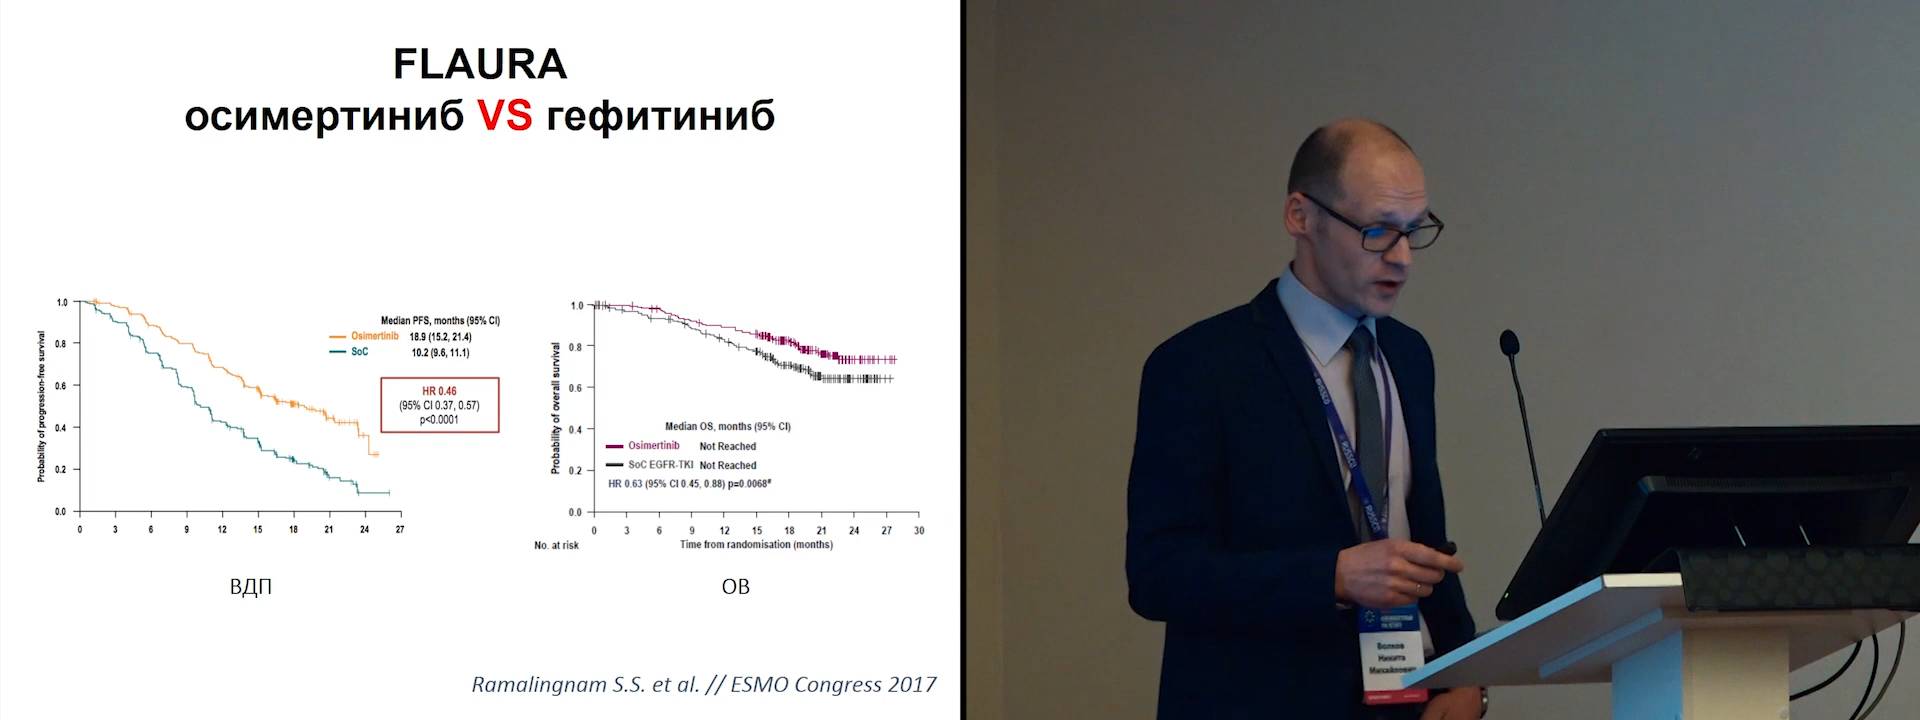 FLAURA
осимертиниб VS гефитиниб
Probability of progression-free survival
1.0
0.8
0.6
0.4
0.2
0.0
0 3 6 9 12 15 18 21 24 27
Median PFS, months (95% CI)
Osimertinib 18.9 (15.2, 21.4)
SoC 10.2 (9.6, 11.1)
HR 0.46
(95% CI 0.37, 0.57)
p<0.0001
ВДП
Probability of overall survival
1.0
0.8
0.6
0.4
0.2
0.0
Median OS, months (95% CI)
Osimertinib Not Reached
SoC EGFR-TKI Not Reached
HR 0.63 (95% CI 0.45, 0.88) p=0.0068#
0 3 6 9 12 15 18 21 24 27 30
No. at risk
Time from randomisation (months)
ОВ
Ramalingnam S.S. et al. // ESMO Congress 2017
RUSSCO
RUSSCO
RUSSCO
Волков
Никита
Михайлович